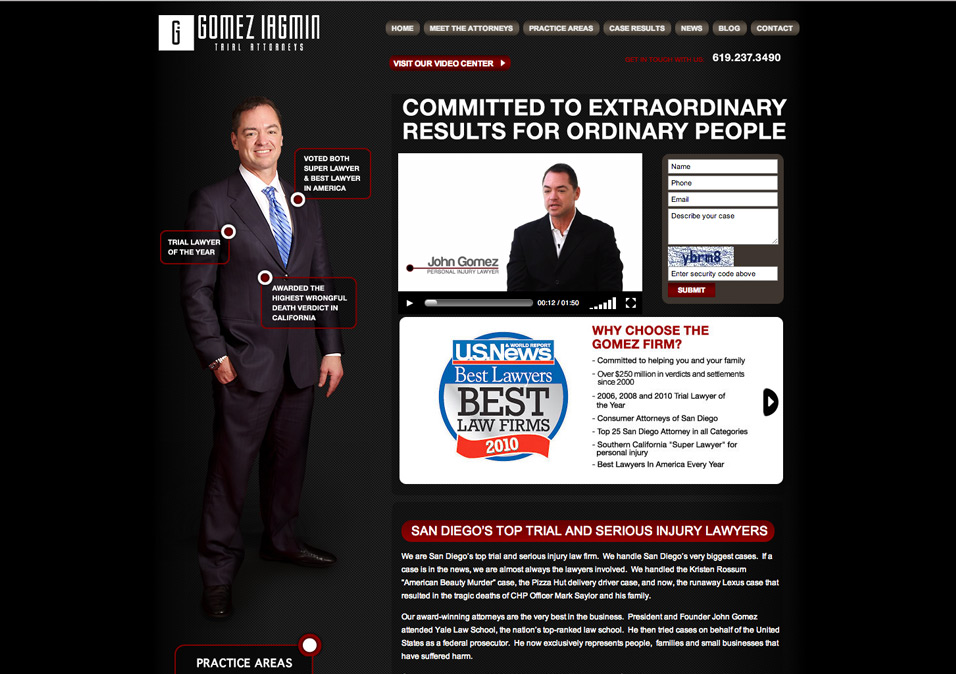 G
GOMEZ IAGMIN
TRIAL ATTORNEYS
HOME
MEET THE ATTORNEYS
PRACTICE AREAS
CASE RESULTS
NEWS
BLOG
CONTACT
VISIT OUR VIDEO CENTER
GET IN TOUCH WITH US: 619.237.3490
VOTED BOTH
SUPER LAWYER
& BEST LAWYER
IN AMERICA
TRIAL LAWYER
OF THE YEAR
AWARDED THE
HIGHEST WRONGFUL
DEATH VERDICT IN
CALIFORNIA
COMMITTED TO EXTRAORDINARY
RESULTS FOR ORDINARY PEOPLE
John Gomez
PERSONAL INJURY LAWYER
00:12 / 01:50
Name
Phone
Email
Describe your case
ybrm8
Enter security code above
SUBMIT
U.S.News
& WORLD REPORT
Best Lawyers
BEST
LAW FIRMS
2010
WHY CHOOSE THE
GOMEZ FIRM?
- Committed to helping you and your family
- Over $250 million in verdicts and settlements
since 2000
- 2006, 2008 and 2010 Trial Lawyer of
the Year
- Consumer Attorneys of San Diego
- Top 25 San Diego Attorney in all Categories
- Southern California "Super Lawyer" for
personal injury
- Best Lawyers In America Every Year
SAN DIEGO'S TOP TRIAL AND SERIOUS INJURY LAWYERS
We are San Diego's top trial and serious injury law firm. We handle San Diego's very biggest cases. If a
case is in the news, we are almost always the lawyers involved. We handled the Kristen Rossum
"American Beauty Murder" case, the Pizza Hut delivery driver case, and now, the runaway Lexus case that
resulted in the tragic deaths of CHP Officer Mark Saylor and his family.
Our award-winning attorneys are the very best in the business. President and Founder John Gomez
attended Yale Law School, the nation's top-ranked law school. He then tried cases on behalf of the United
States as a federal prosecutor. He now exclusively represents people, families and small businesses that
have suffered harm.
PRACTICE AREAS